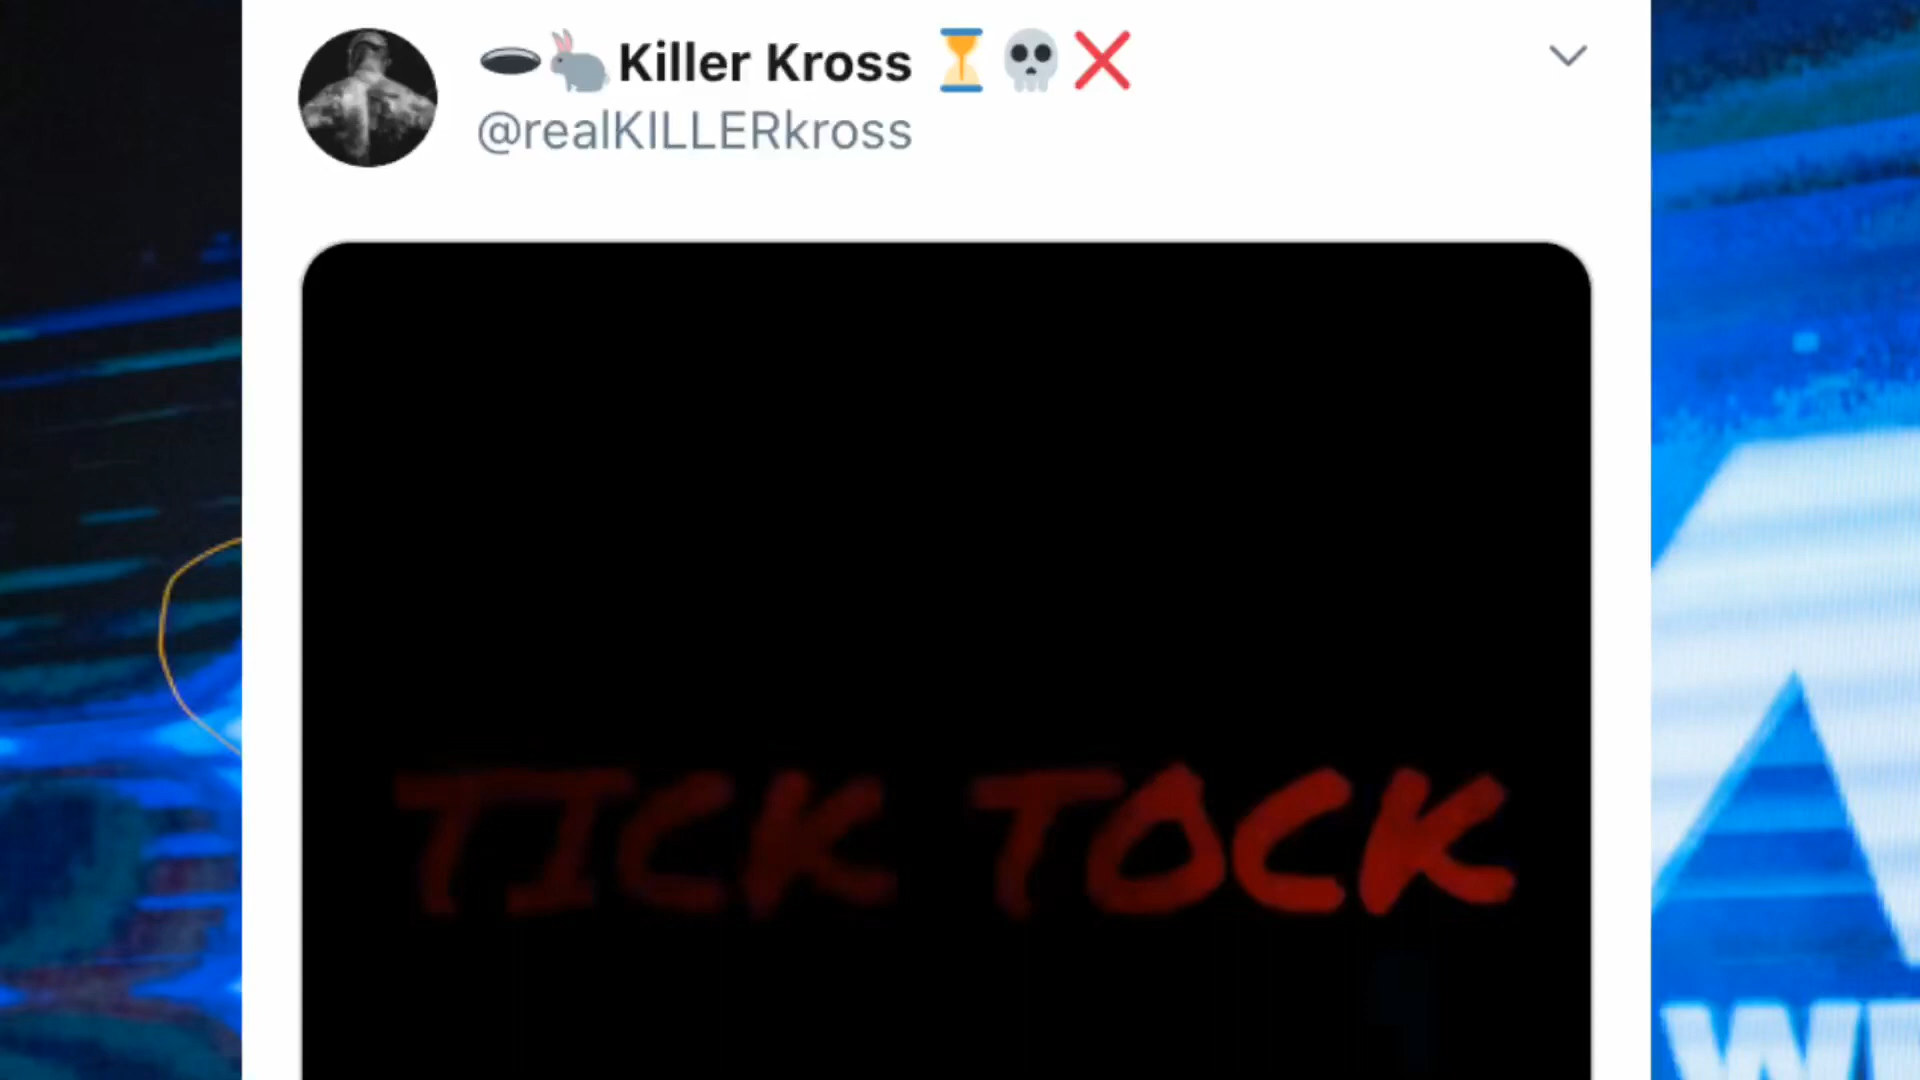 🕳️🐇Killer Kross ⏳💀❌
@realKILLERkross
TICK TOCK